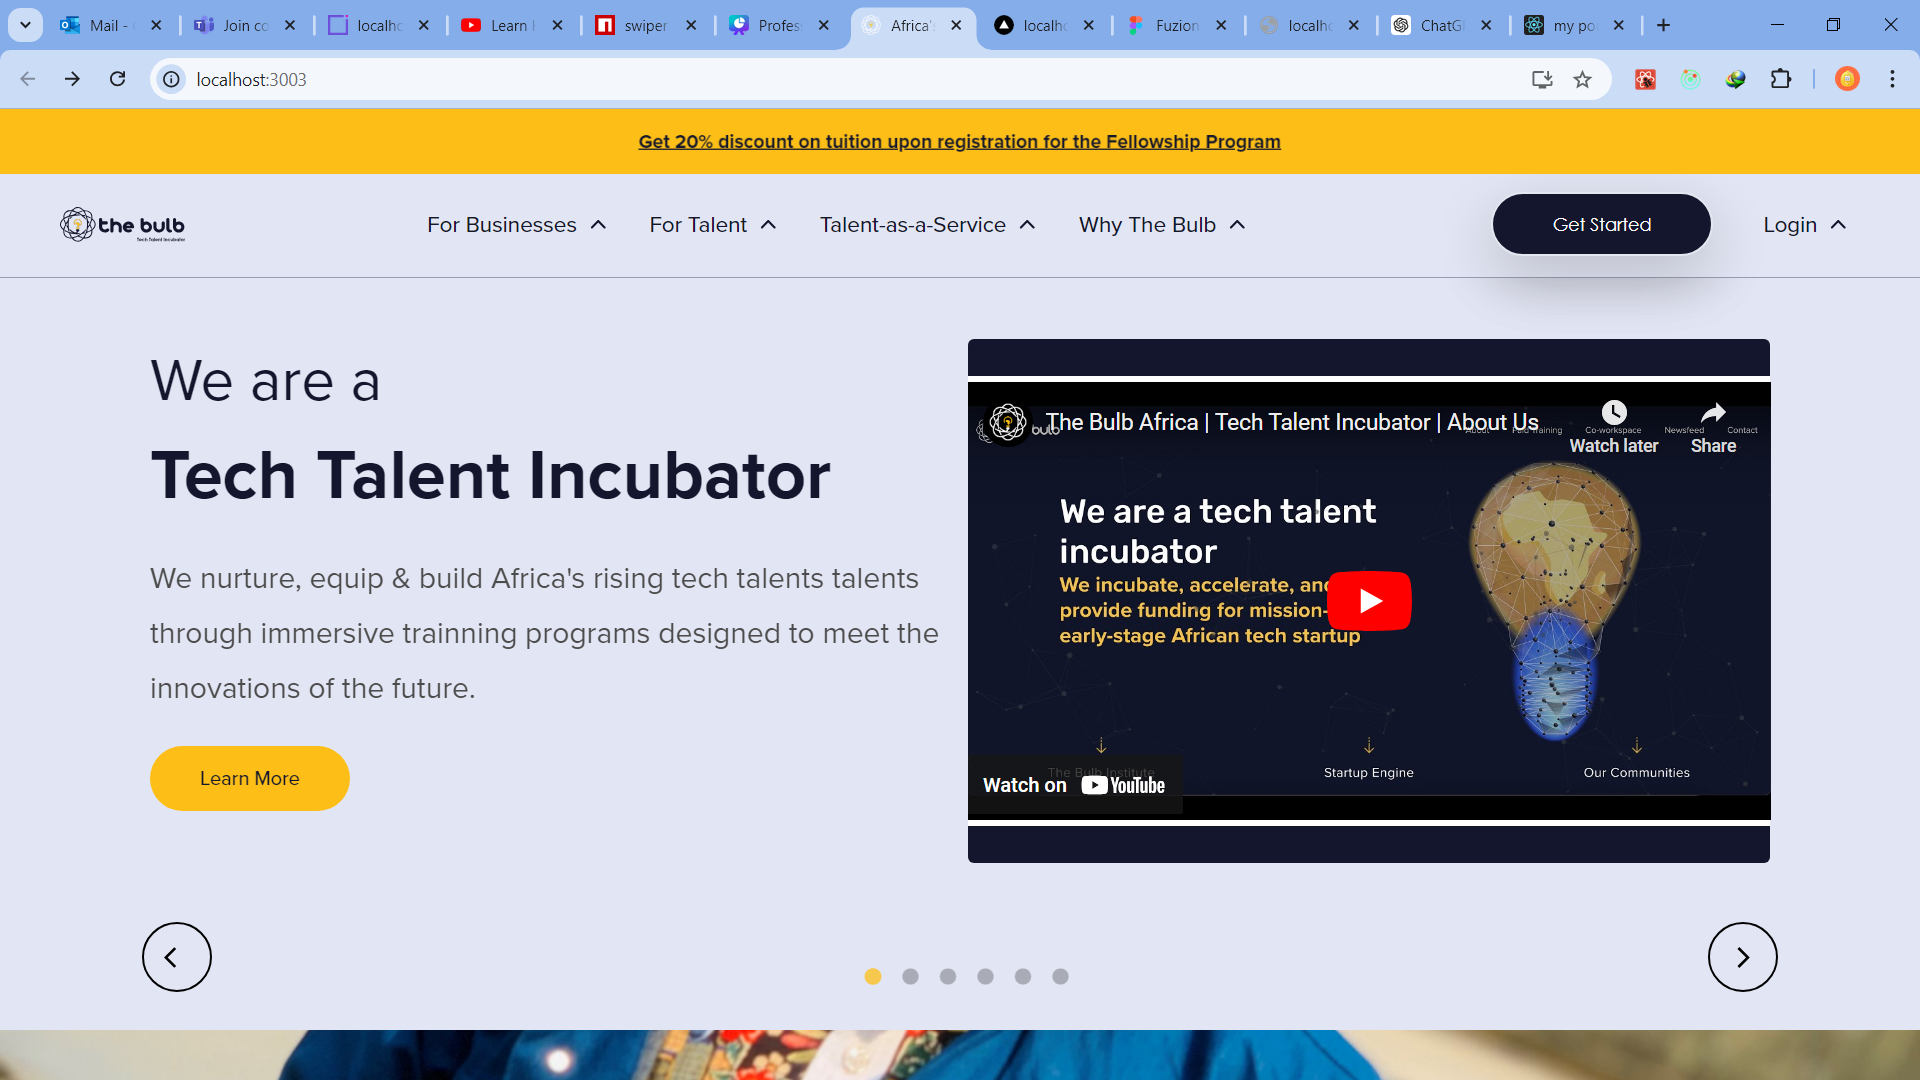 Mail -
Join co
localho
Learn
swiper
Profess
Africa's
localho
Fuzion
localho
ChatG
my po
localhost:3003
Get 20% discount on tuition upon registration for the Fellowship Program
the bulb
Tech Talent Incubator
For Businesses
For Talent
Talent-as-a-Service
Why The Bulb
Get Started
Login
We are a
Tech Talent Incubator
We nurture, equip & build Africa's rising tech talents talents
through immersive trainning programs designed to meet the
innovations of the future.
Learn More
The Bulb Africa | Tech Talent Incubator | About Us
bulb
About
Paid Training
Co-workspace
Newsfeed
Contact
Watch later
Share
We are a tech talent
incubator
We incubate, accelerate, and
provide funding for mission-
early-stage African tech startup
The Bulb Institute
Startup Engine
Our Communities
Watch on YouTube